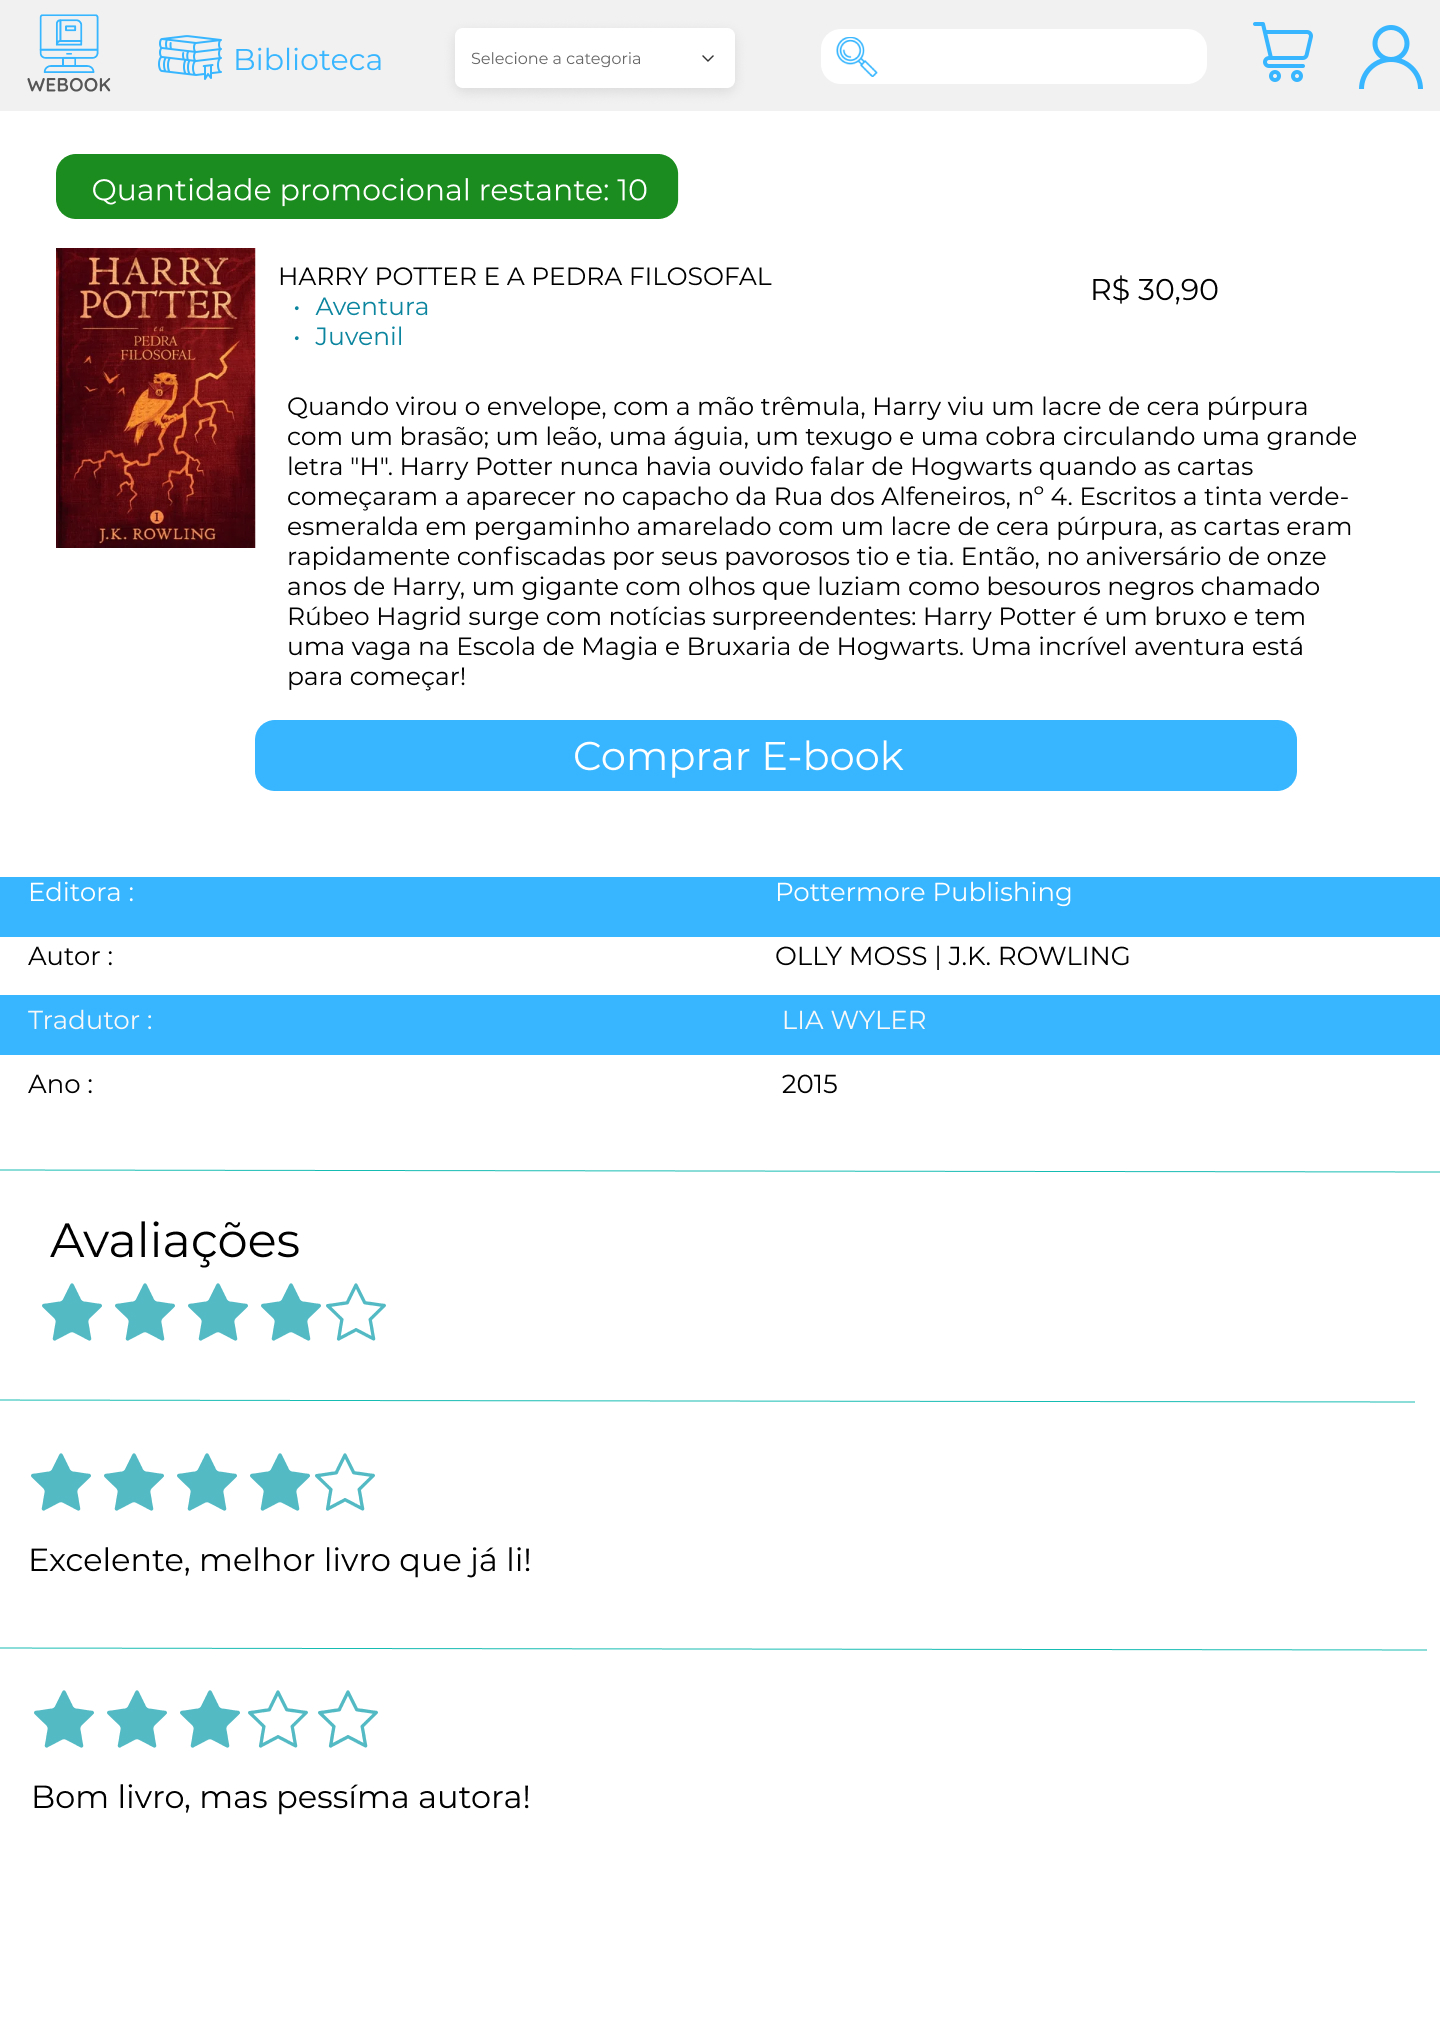 WEBOOK
Biblioteca
Selecione a categoria
Quantidade promocional restante: 10
HARRY
POTTER
e a
PEDRA
FILOSOFAL
1
J.K. ROWLING
HARRY POTTER E A PEDRA FILOSOFAL
• Aventura
• Juvenil
R$ 30,90
Quando virou o envelope, com a mão trêmula, Harry viu um lacre de cera púrpura
com um brasão; um leão, uma águia, um texugo e uma cobra circulando uma grande
letra "H". Harry Potter nunca havia ouvido falar de Hogwarts quando as cartas
começaram a aparecer no capacho da Rua dos Alfeneiros, nº 4. Escritos a tinta verde-
esmeralda em pergaminho amarelado com um lacre de cera púrpura, as cartas eram
rapidamente confiscadas por seus pavorosos tio e tia. Então, no aniversário de onze
anos de Harry, um gigante com olhos que luziam como besouros negros chamado
Rúbeo Hagrid surge com notícias surpreendentes: Harry Potter é um bruxo e tem
uma vaga na Escola de Magia e Bruxaria de Hogwarts. Uma incrível aventura está
para começar!
Comprar E-book
Editora : Pottermore Publishing
Autor : OLLY MOSS | J.K. ROWLING
Tradutor : LIA WYLER
Ano : 2015
Avaliações
Excelente, melhor livro que já li!
Bom livro, mas pessíma autora!